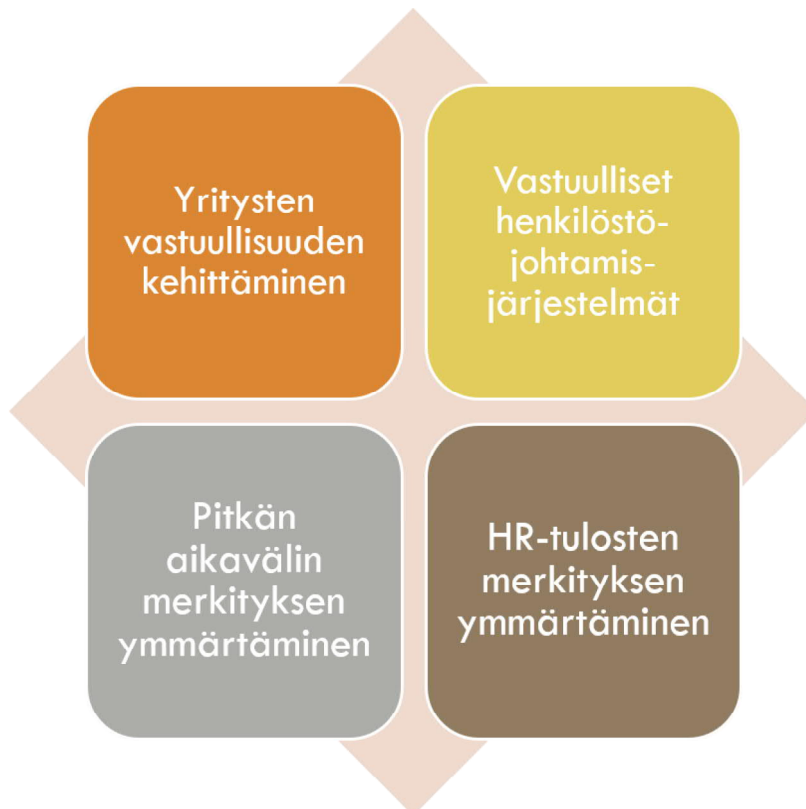 Yritysten
vastuullisuuden
kehittäminen
Vastuulliset
henkilöstö-
johtamis-
järjestelmät
Pitkän
aikavälin
merkityksen
ymmärtäminen
HR-tulosten
merkityksen
ymmärtäminen